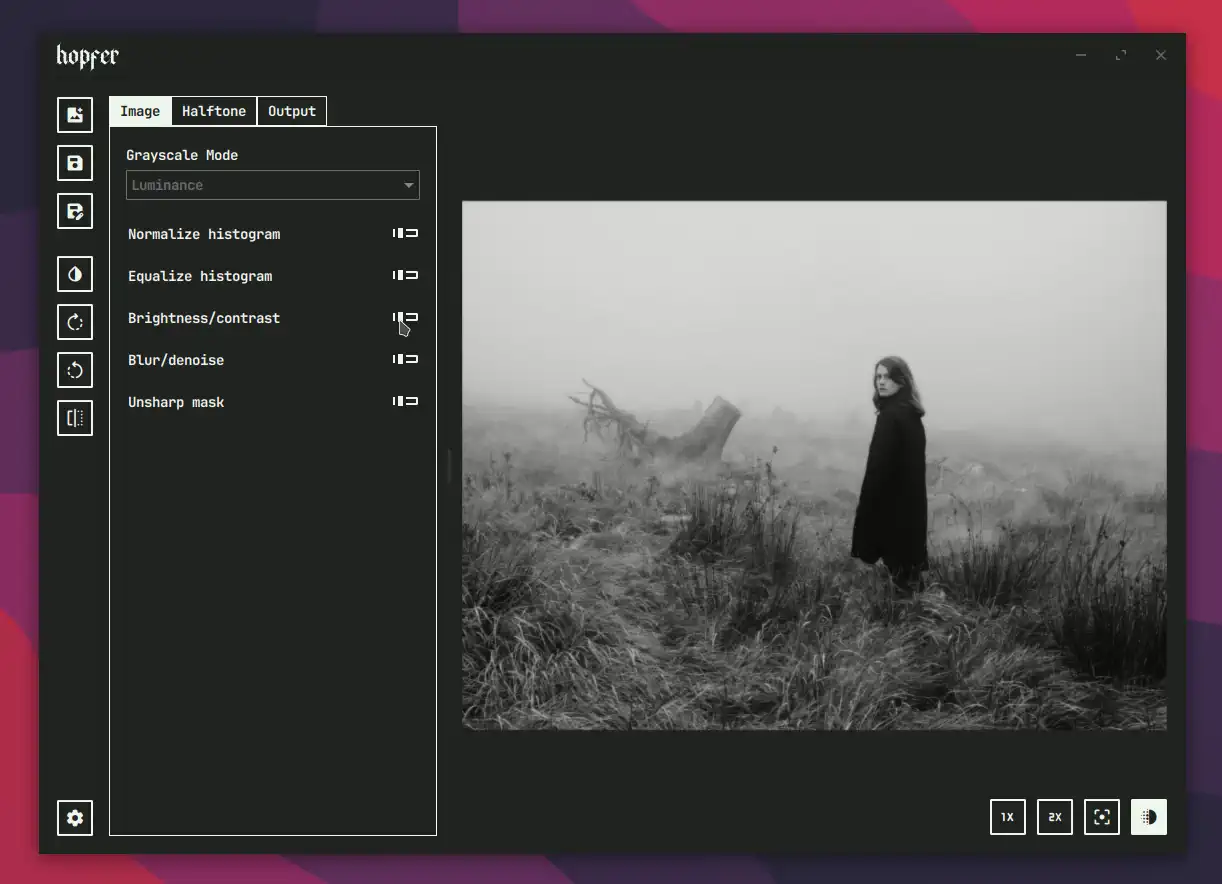 hopfer
Image Halftone Output
Grayscale Mode
Luminance
Normalize histogram
Equalize histogram
Brightness/contrast
Blur/denoise
Unsharp mask
1X 2X